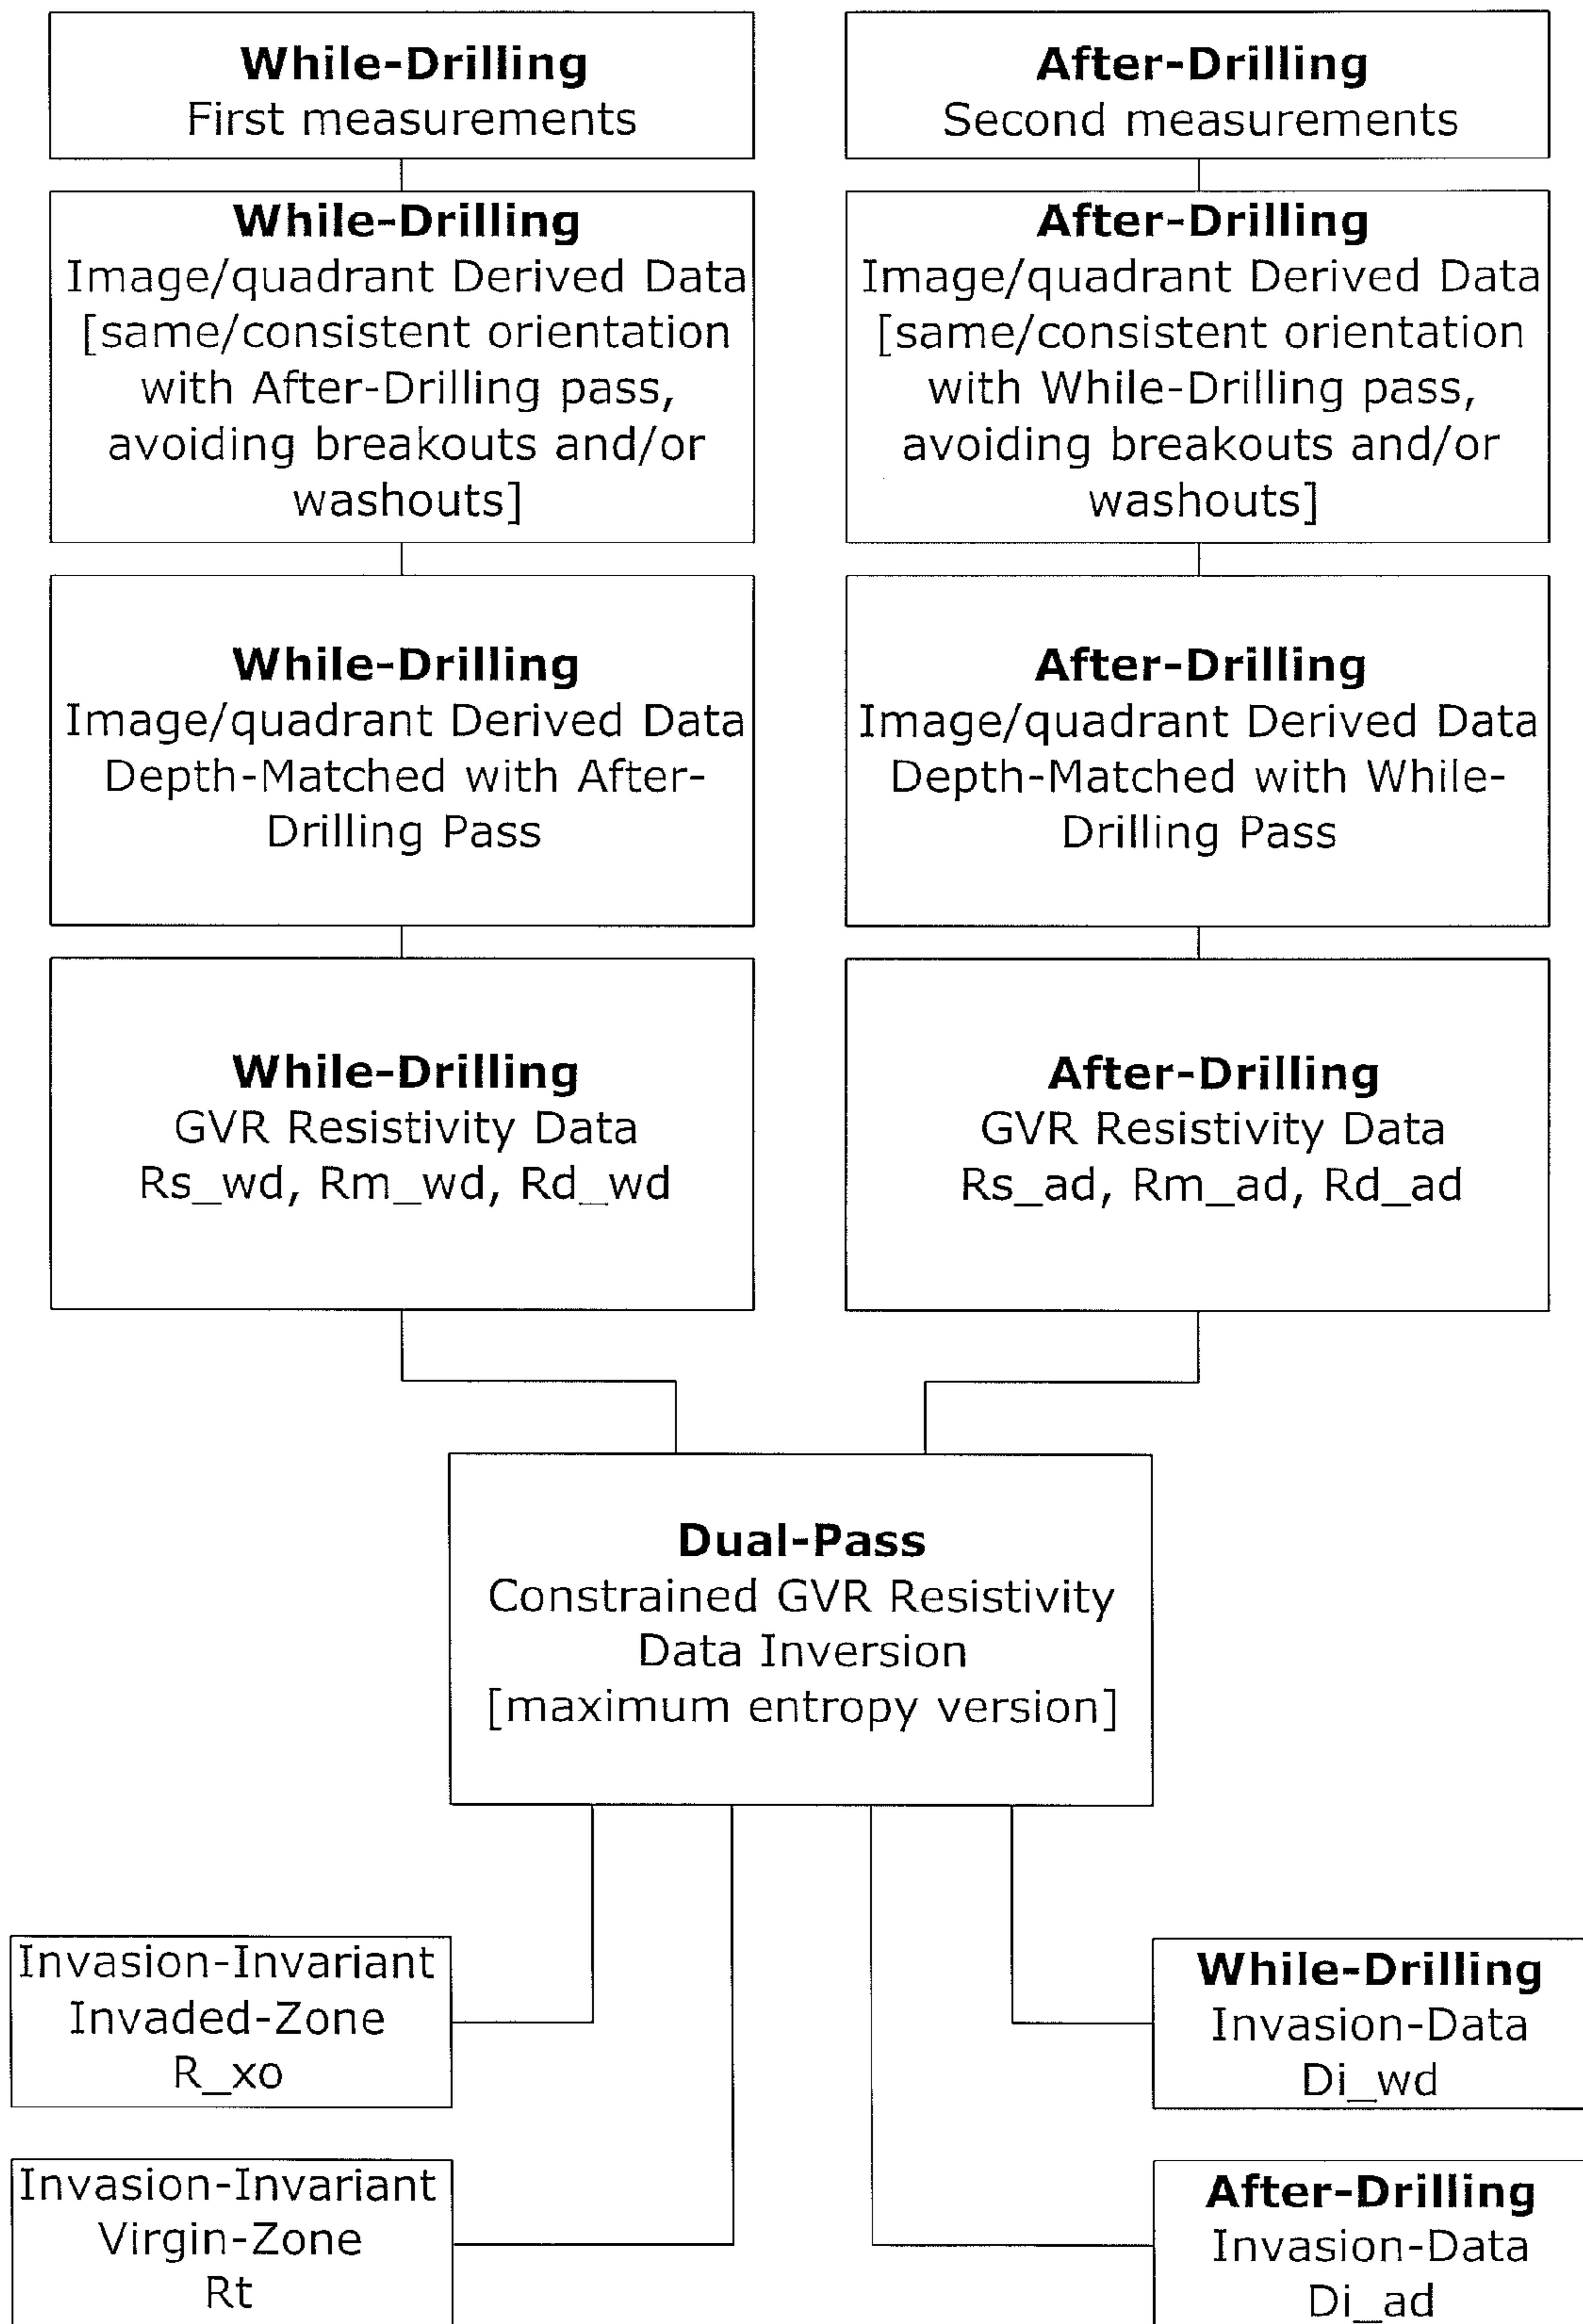 While-Drilling
First measurements
After-Drilling
Second measurements
While-Drilling
Image/quadrant Derived Data
[same/consistent orientation
with After-Drilling pass,
avoiding breakouts and/or
washouts]
After-Drilling
Image/quadrant Derived Data
[same/consistent orientation
with While-Drilling pass,
avoiding breakouts and/or
washouts]
While-Drilling
Image/quadrant Derived Data
Depth-Matched with After-
Drilling Pass
After-Drilling
Image/quadrant Derived Data
Depth-Matched with While-
Drilling Pass
While-Drilling
GVR Resistivity Data
Rs_wd, Rm_wd, Rd_wd
After-Drilling
GVR Resistivity Data
Rs_ad, Rm_ad, Rd_ad
Dual-Pass
Constrained GVR Resistivity
Data Inversion
[maximum entropy version]
Invasion-Invariant
Invaded-Zone
R_xo
While-Drilling
Invasion-Data
Di_wd
Invasion-Invariant
Virgin-Zone
Rt
After-Drilling
Invasion-Data
Di_ad